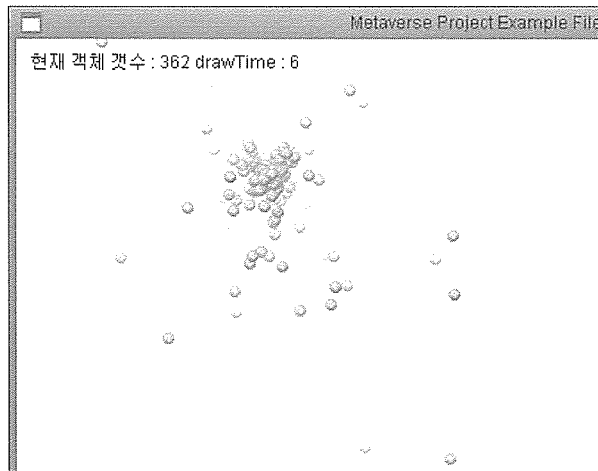 Metaverse Project Example File
현재 객체 갯수 : 362 drawTime : 6